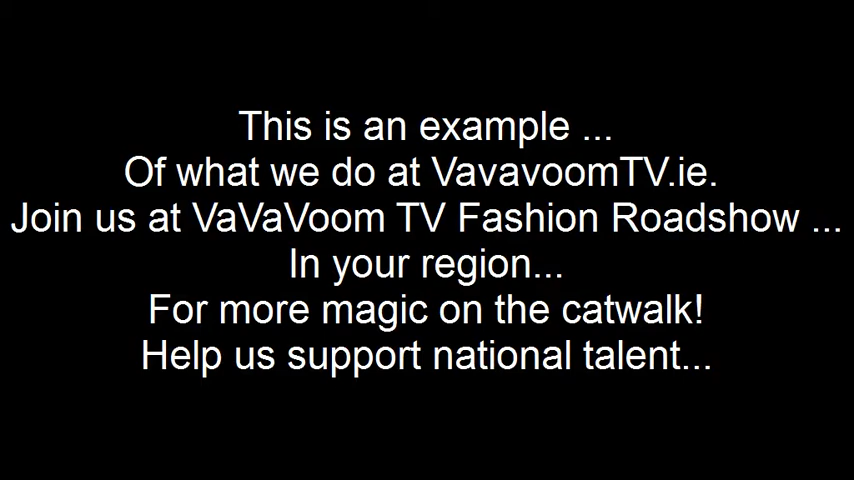 This is an example ...
Of what we do at VavavoomTV.ie.
Join us at VaVaVoom TV Fashion Roadshow ...
In your region...
For more magic on the catwalk!
Help us support national talent...